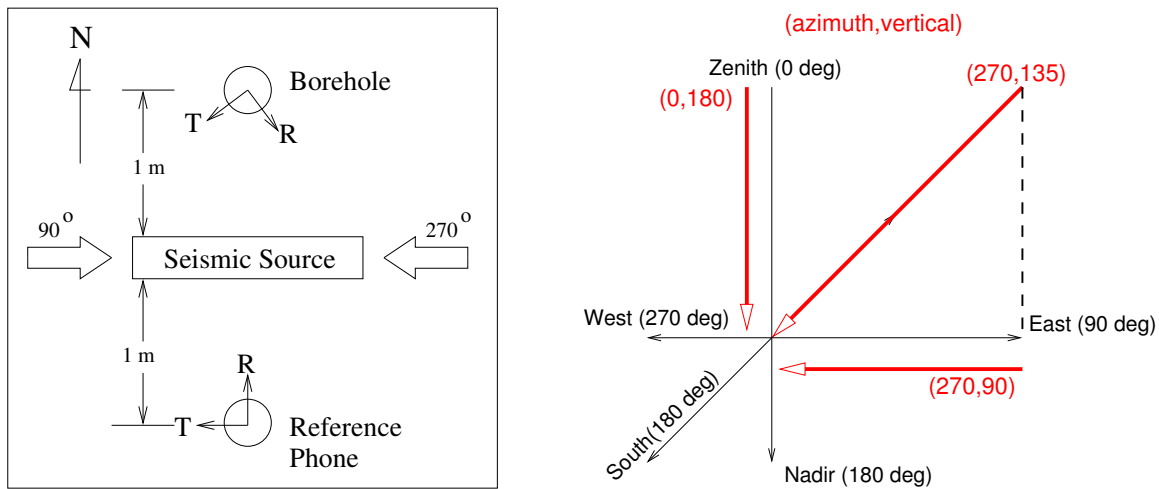 N
Borehole
T
R
1 m
90°
270°
Seismic Source
1 m
R
T
Reference
Phone
(azimuth,vertical)
Zenith (0 deg)
(0,180)
(270,135)
West (270 deg)
East (90 deg)
(270,90)
South(180 deg)
Nadir (180 deg)